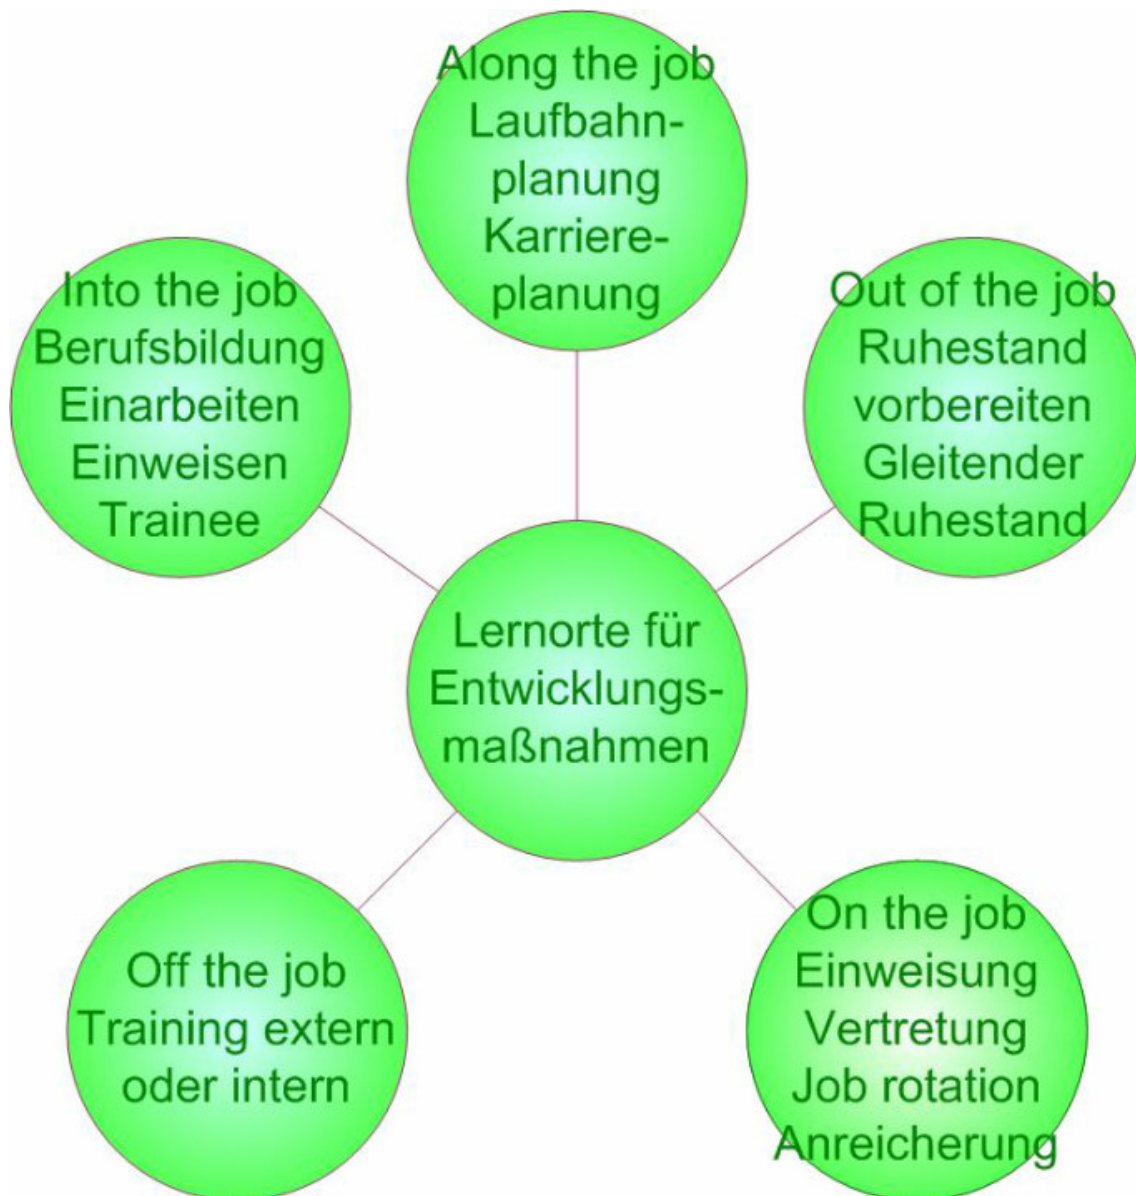 Along the job
Laufbahn-
planung
Karriere-
planung
Into the job
Berufsbildung
Einarbeiten
Einweisen
Trainee
Out of the job
Ruhestand
vorbereiten
Gleitender
Ruhestand
Lernorte für
Entwicklungs-
maßnahmen
Off the job
Training extern
oder intern
On the job
Einweisung
Vertretung
Job rotation
Anreicherung